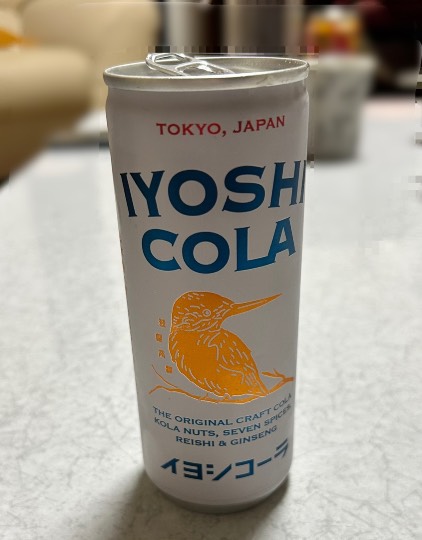 TOKYO, JAPAN
IYOSHI
COLA
THE ORIGINAL CRAFT COLA
KOLA NUTS, SEVEN SPICES,
REISHI & GINSENG
イヨシコーラ